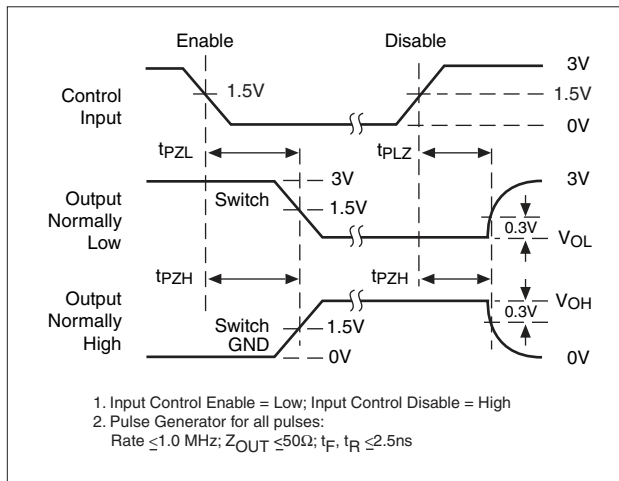 Enable Disable
3V
1.5V 1.5V
Control
Input
0V
tPZL tPLZ
3V 3V
Output
Normally
Low
Switch
1.5V
0.3V
VOL
tPZH tPZH
VOH
Output
Normally
High
0.3V
Switch
GND
1.5V
0V 0V
1. Input Control Enable = Low; Input Control Disable = High
2. Pulse Generator for all pulses:
Rate ≤1.0 MHz; ZOUT ≤50Ω; tF, tR ≤2.5ns